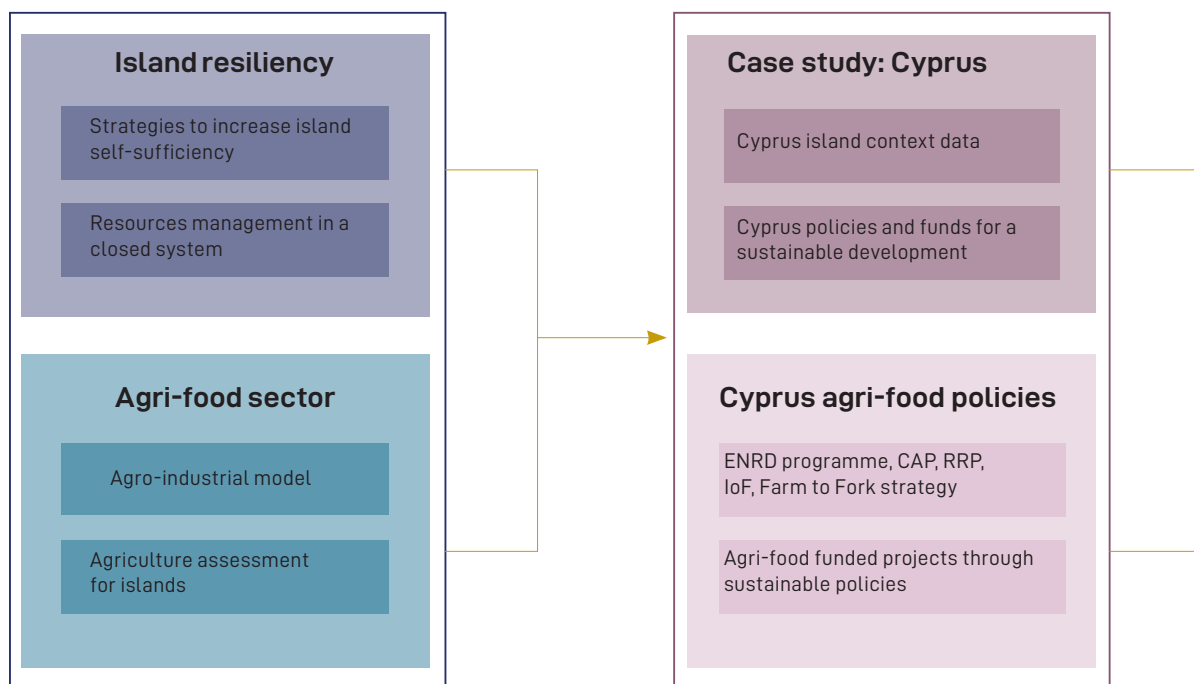 Island resiliency
Strategies to increase island
self-sufficiency
Resources management in a
closed system
Agri-food sector
Agro-industrial model
Agriculture assessment
for islands
Case study: Cyprus
Cyprus island context data
Cyprus policies and funds for a
sustainable development
Cyprus agri-food policies
ENRD programme, CAP, RRP,
IoF, Farm to Fork strategy
Agri-food funded projects through
sustainable policies